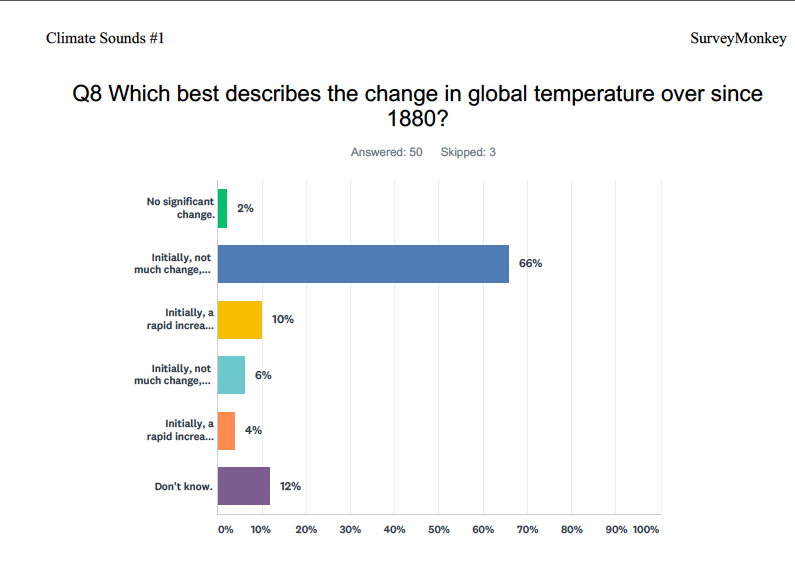 Climate Sounds #1
SurveyMonkey
Q8 Which best describes the change in global temperature over since
1880?
Answered: 50 Skipped: 3
No significant
change.
2%
Initially, not
much change,...
66%
Initially, a
rapid increa...
10%
Initially, not
much change,...
6%
Initially, a
rapid increa...
4%
Don't know.
12%
0% 10% 20% 30% 40% 50% 60% 70% 80% 90% 100%